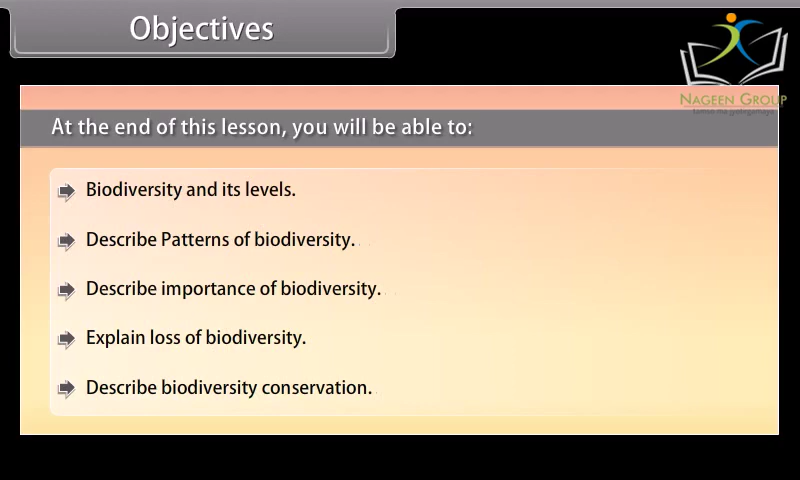 Objectives
NAGEEN GROUP
At the end of this lesson, you will be able to:
Biodiversity and its levels.
Describe Patterns of biodiversity.
Describe importance of biodiversity.
Explain loss of biodiversity.
Describe biodiversity conservation.